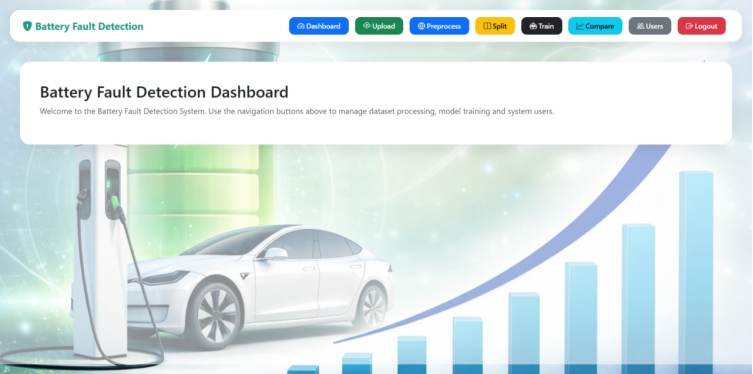 Battery Fault Detection
Dashboard
Upload
Preprocess
Split
Train
Compare
Users
Logout
Battery Fault Detection Dashboard
Welcome to the Battery Fault Detection System. Use the navigation buttons above to manage dataset processing, model training and system users.